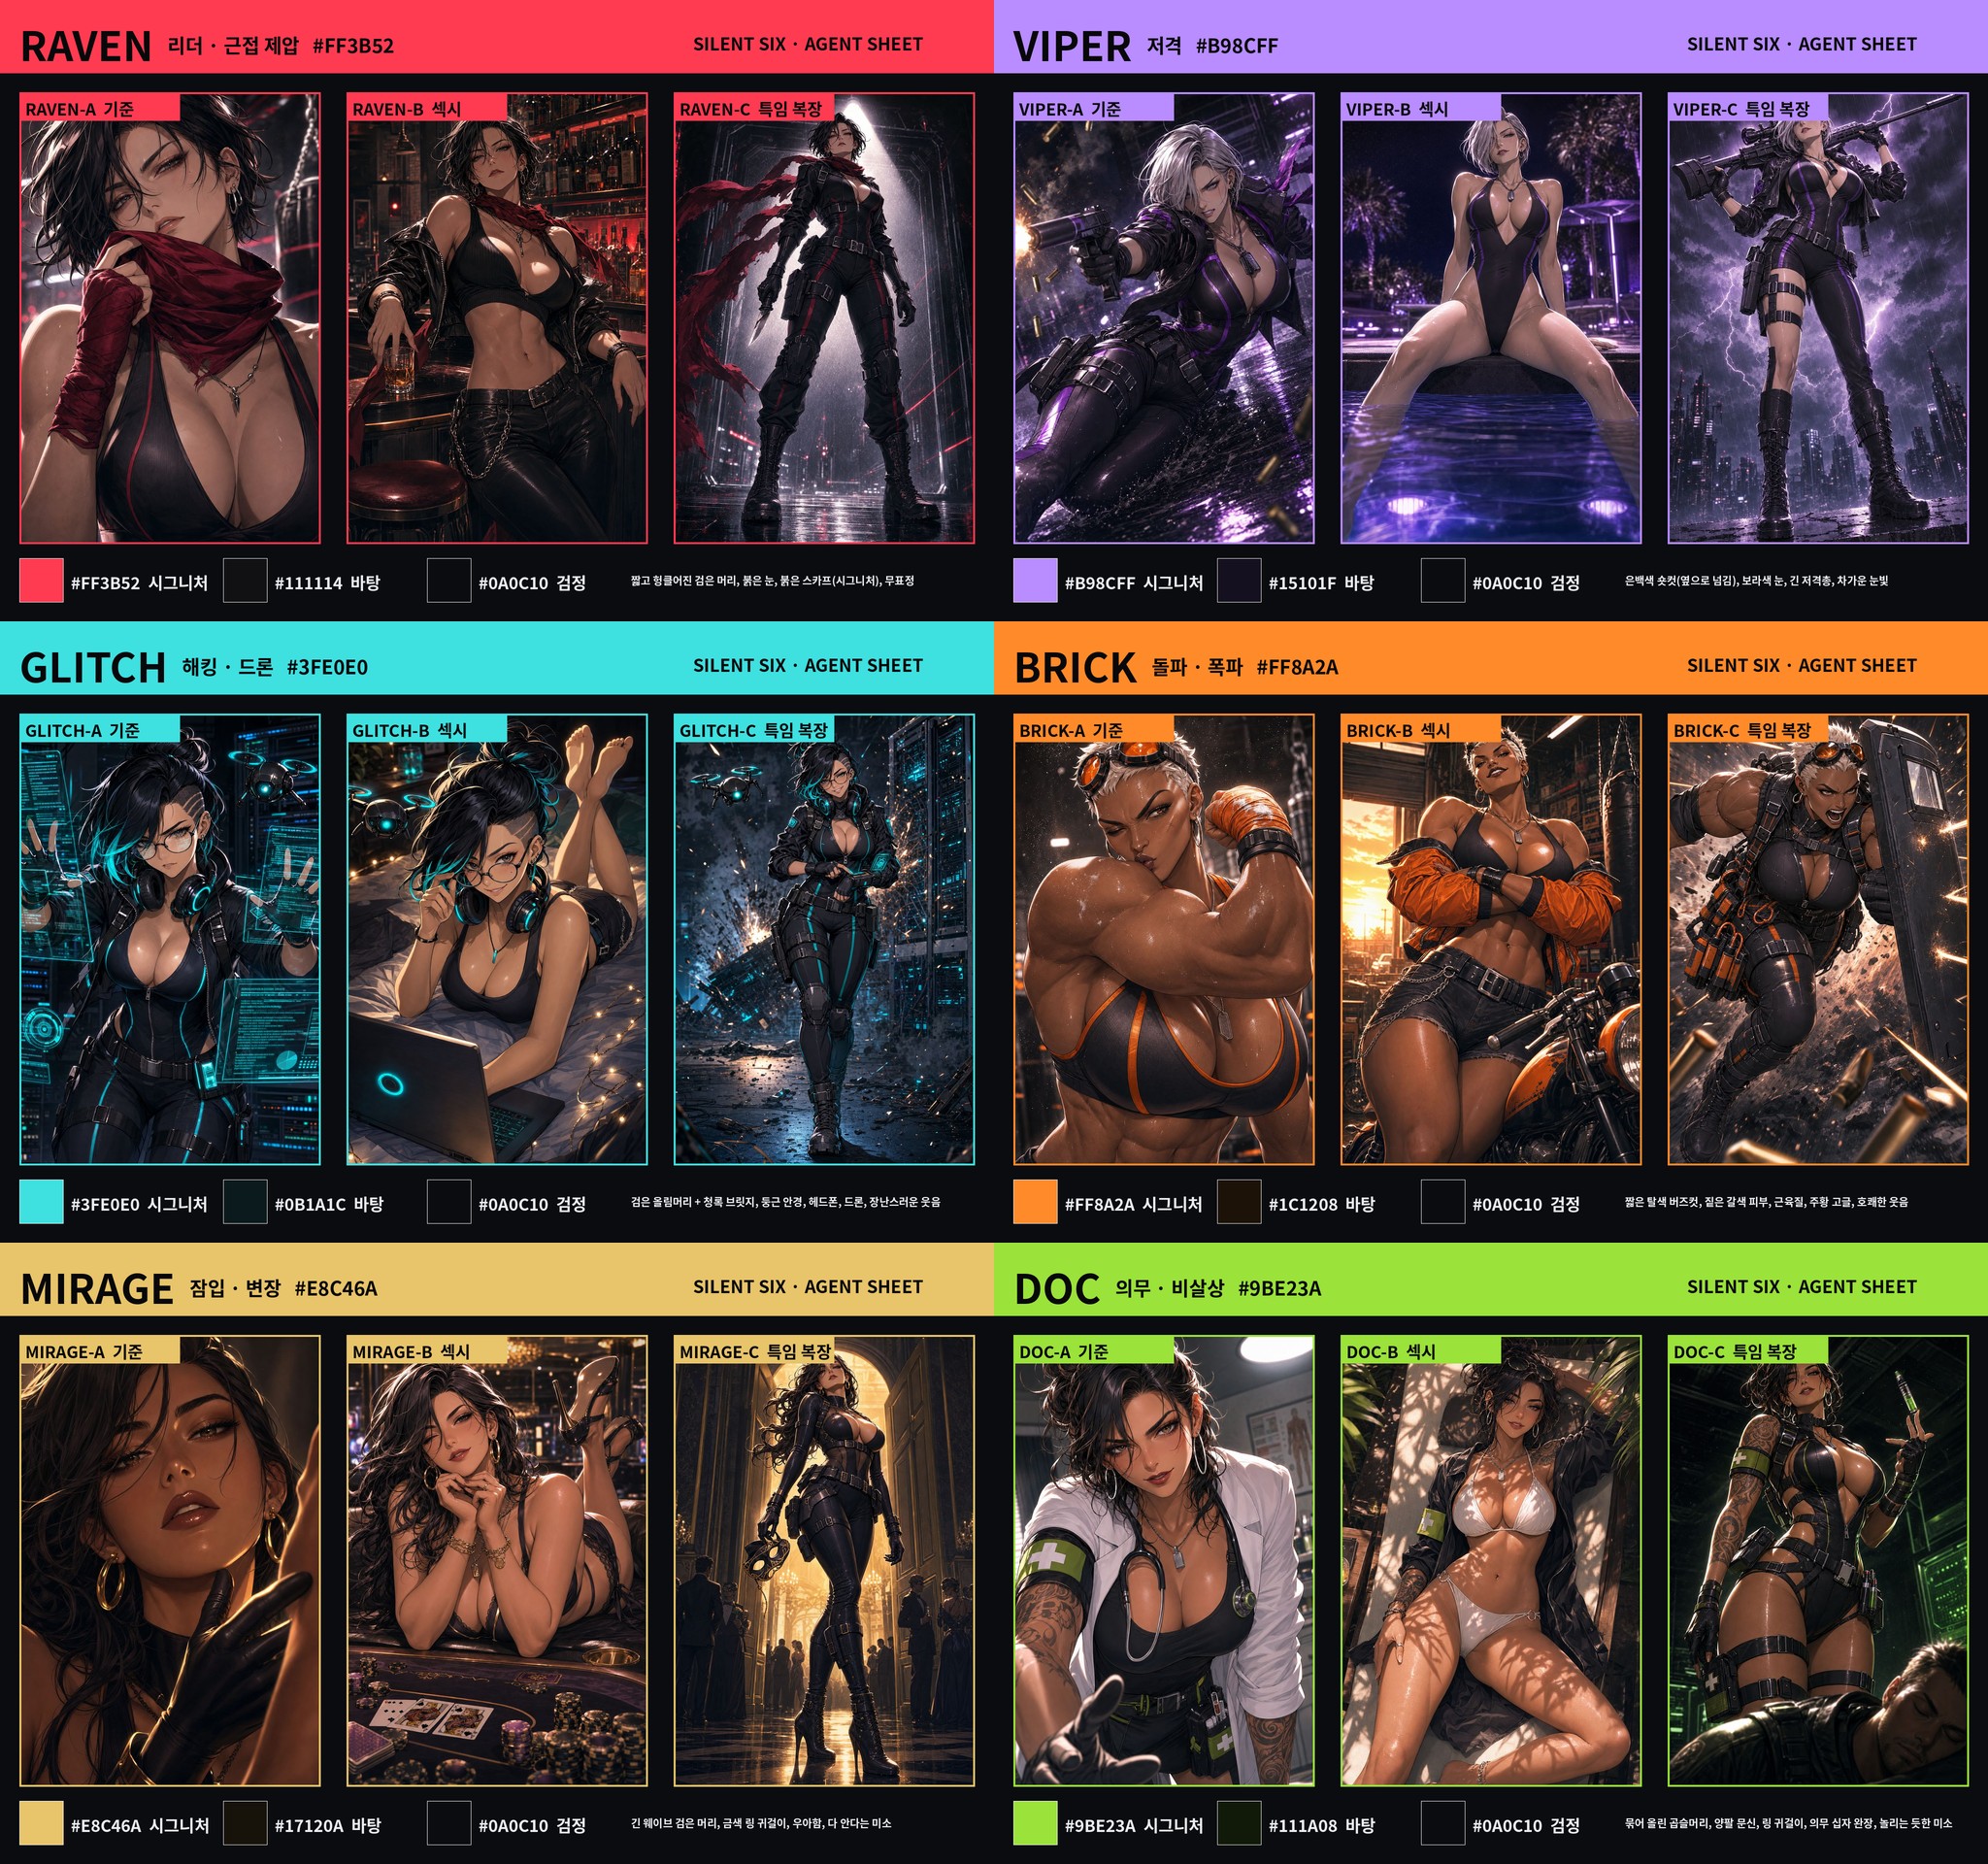 RAVEN 리더 · 근접 제압 #FF3B52 SILENT SIX · AGENT SHEET
RAVEN-A 기준
RAVEN-B 섹시
RAVEN-C 특임 복장
#FF3B52 시그니처 #111114 바탕 #0A0C10 검정 짧고 헝클어진 검은 머리, 붉은 눈, 붉은 스카프(시그니처), 무표정
VIPER 저격 #B98CFF SILENT SIX · AGENT SHEET
VIPER-A 기준
VIPER-B 섹시
VIPER-C 특임 복장
#B98CFF 시그니처 #15101F 바탕 #0A0C10 검정 은백색 숏컷(옆으로 넘김), 보라색 눈, 긴 저격총, 차가운 눈빛
GLITCH 해킹 · 드론 #3FE0E0 SILENT SIX · AGENT SHEET
GLITCH-A 기준
GLITCH-B 섹시
GLITCH-C 특임 복장
#3FE0E0 시그니처 #0B1A1C 바탕 #0A0C10 검정 검은 올림머리 + 청록 브릿지, 둥근 안경, 헤드폰, 드론, 장난스러운 웃음
BRICK 돌파 · 폭파 #FF8A2A SILENT SIX · AGENT SHEET
BRICK-A 기준
BRICK-B 섹시
BRICK-C 특임 복장
#FF8A2A 시그니처 #1C1208 바탕 #0A0C10 검정 짧은 탈색 버즈컷, 짙은 갈색 피부, 근육질, 주황 고글, 호쾌한 웃음
MIRAGE 잠입 · 변장 #E8C46A SILENT SIX · AGENT SHEET
MIRAGE-A 기준
MIRAGE-B 섹시
MIRAGE-C 특임 복장
#E8C46A 시그니처 #17120A 바탕 #0A0C10 검정 긴 웨이브 검은 머리, 금색 링 귀걸이, 우아함, 다 안다는 미소
DOC 의무 · 비살상 #9BE23A SILENT SIX · AGENT SHEET
DOC-A 기준
DOC-B 섹시
DOC-C 특임 복장
#9BE23A 시그니처 #111A08 바탕 #0A0C10 검정 묶어 올린 곱슬머리, 양팔 문신, 링 귀걸이, 의무 십자 완장, 놀리는 듯한 미소